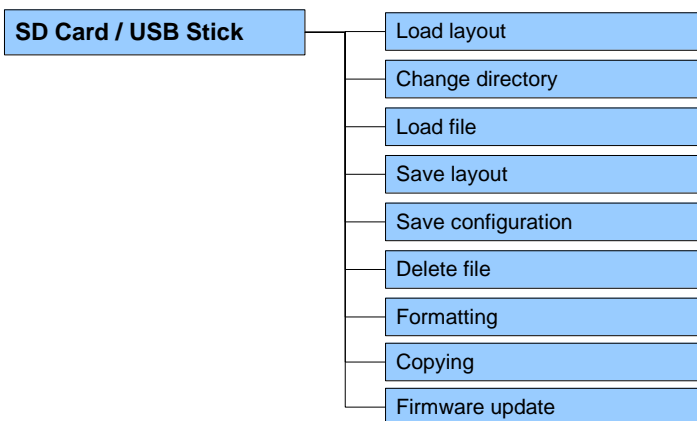 SD Card / USB Stick
Load layout
Change directory
Load file
Save layout
Save configuration
Delete file
Formatting
Copying
Firmware update